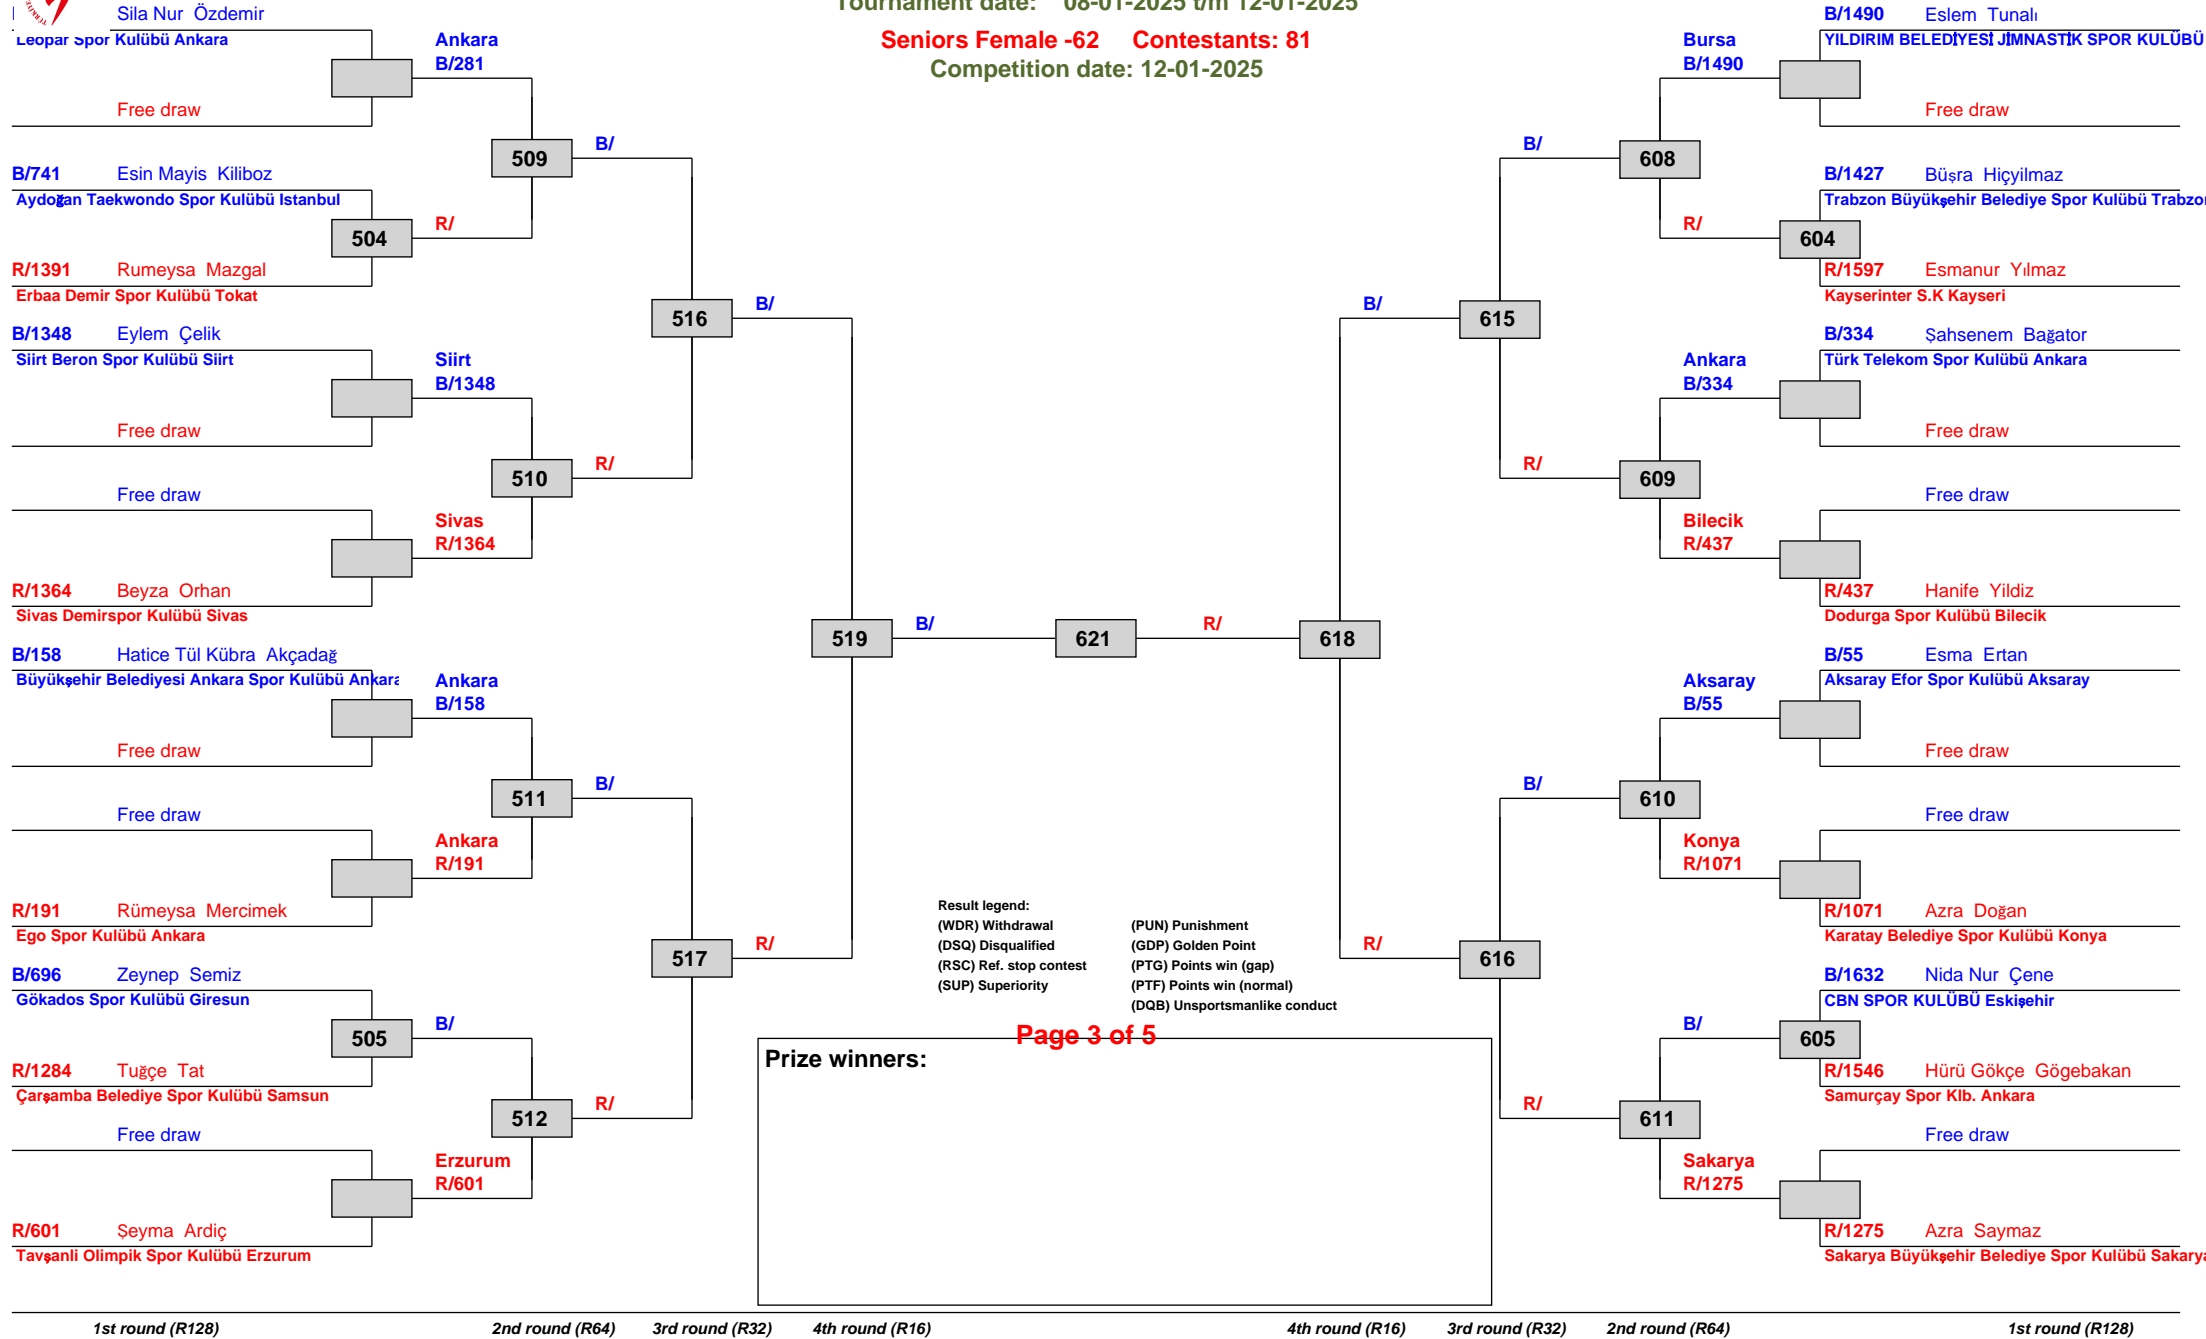 Tournament date: 08-01-2025 t/m 12-01-2025
Seniors Female -62 Contestants: 81
Competition date: 12-01-2025
Sila Nur Özdemir
Leopar Spor Kulübü Ankara
Ankara
B/281
Free draw
509
B/
B/741 Esin Mayis Kiliboz
Aydoğan Taekwondo Spor Kulübü Istanbul
504
R/
R/1391 Rumeysa Mazgal
Erbaa Demir Spor Kulübü Tokat
516
B/
B/1348 Eylem Çelik
Siirt Beron Spor Kulübü Siirt
Siirt
B/1348
Free draw
510
R/
Free draw
Sivas
R/1364
R/1364 Beyza Orhan
Sivas Demirspor Kulübü Sivas
519
B/
B/158 Hatice Tül Kübra Akçadağ
Büyükşehir Belediyesi Ankara Spor Kulübü Ankara
Ankara
B/158
Free draw
511
B/
Free draw
Ankara
R/191
R/191 Rümeysa Mercimek
Ego Spor Kulübü Ankara
517
R/
B/696 Zeynep Semiz
Gökados Spor Kulübü Giresun
505
B/
R/1284 Tuğçe Tat
Çarşamba Belediye Spor Kulübü Samsun
512
R/
Free draw
Erzurum
R/601
R/601 Şeyma Ardiç
Tavşanli Olimpik Spor Kulübü Erzurum
621
R/
618
B/1490 Eslem Tunalı
YILDIRIM BELEDİYESİ JİMNASTİK SPOR KULÜBÜ
Bursa
B/1490
Free draw
B/
608
B/1427 Büşra Hiçyilmaz
Trabzon Büyükşehir Belediye Spor Kulübü Trabzon
R/
604
R/1597 Esmanur Yılmaz
Kayserinter S.K Kayseri
B/
615
B/334 Şahsenem Bağator
Türk Telekom Spor Kulübü Ankara
Ankara
B/334
Free draw
R/
609
Free draw
Bilecik
R/437
R/437 Hanife Yildiz
Dodurga Spor Kulübü Bilecik
B/55 Esma Ertan
Aksaray Efor Spor Kulübü Aksaray
Aksaray
B/55
Free draw
B/
610
Free draw
Konya
R/1071
R/1071 Azra Doğan
Karatay Belediye Spor Kulübü Konya
R/
616
B/1632 Nida Nur Çene
CBN SPOR KULÜBÜ Eskişehir
B/
605
R/1546 Hürü Gökçe Gögebakan
Samurçay Spor Klb. Ankara
R/
611
Free draw
Sakarya
R/1275
R/1275 Azra Saymaz
Sakarya Büyükşehir Belediye Spor Kulübü Sakarya
Result legend:
(WDR) Withdrawal (PUN) Punishment
(DSQ) Disqualified (GDP) Golden Point
(RSC) Ref. stop contest (PTG) Points win (gap)
(SUP) Superiority (PTF) Points win (normal)
(DQB) Unsportsmanlike conduct
Page 3 of 5
Prize winners:
1st round (R128) 2nd round (R64) 3rd round (R32) 4th round (R16) 4th round (R16) 3rd round (R32) 2nd round (R64) 1st round (R128)